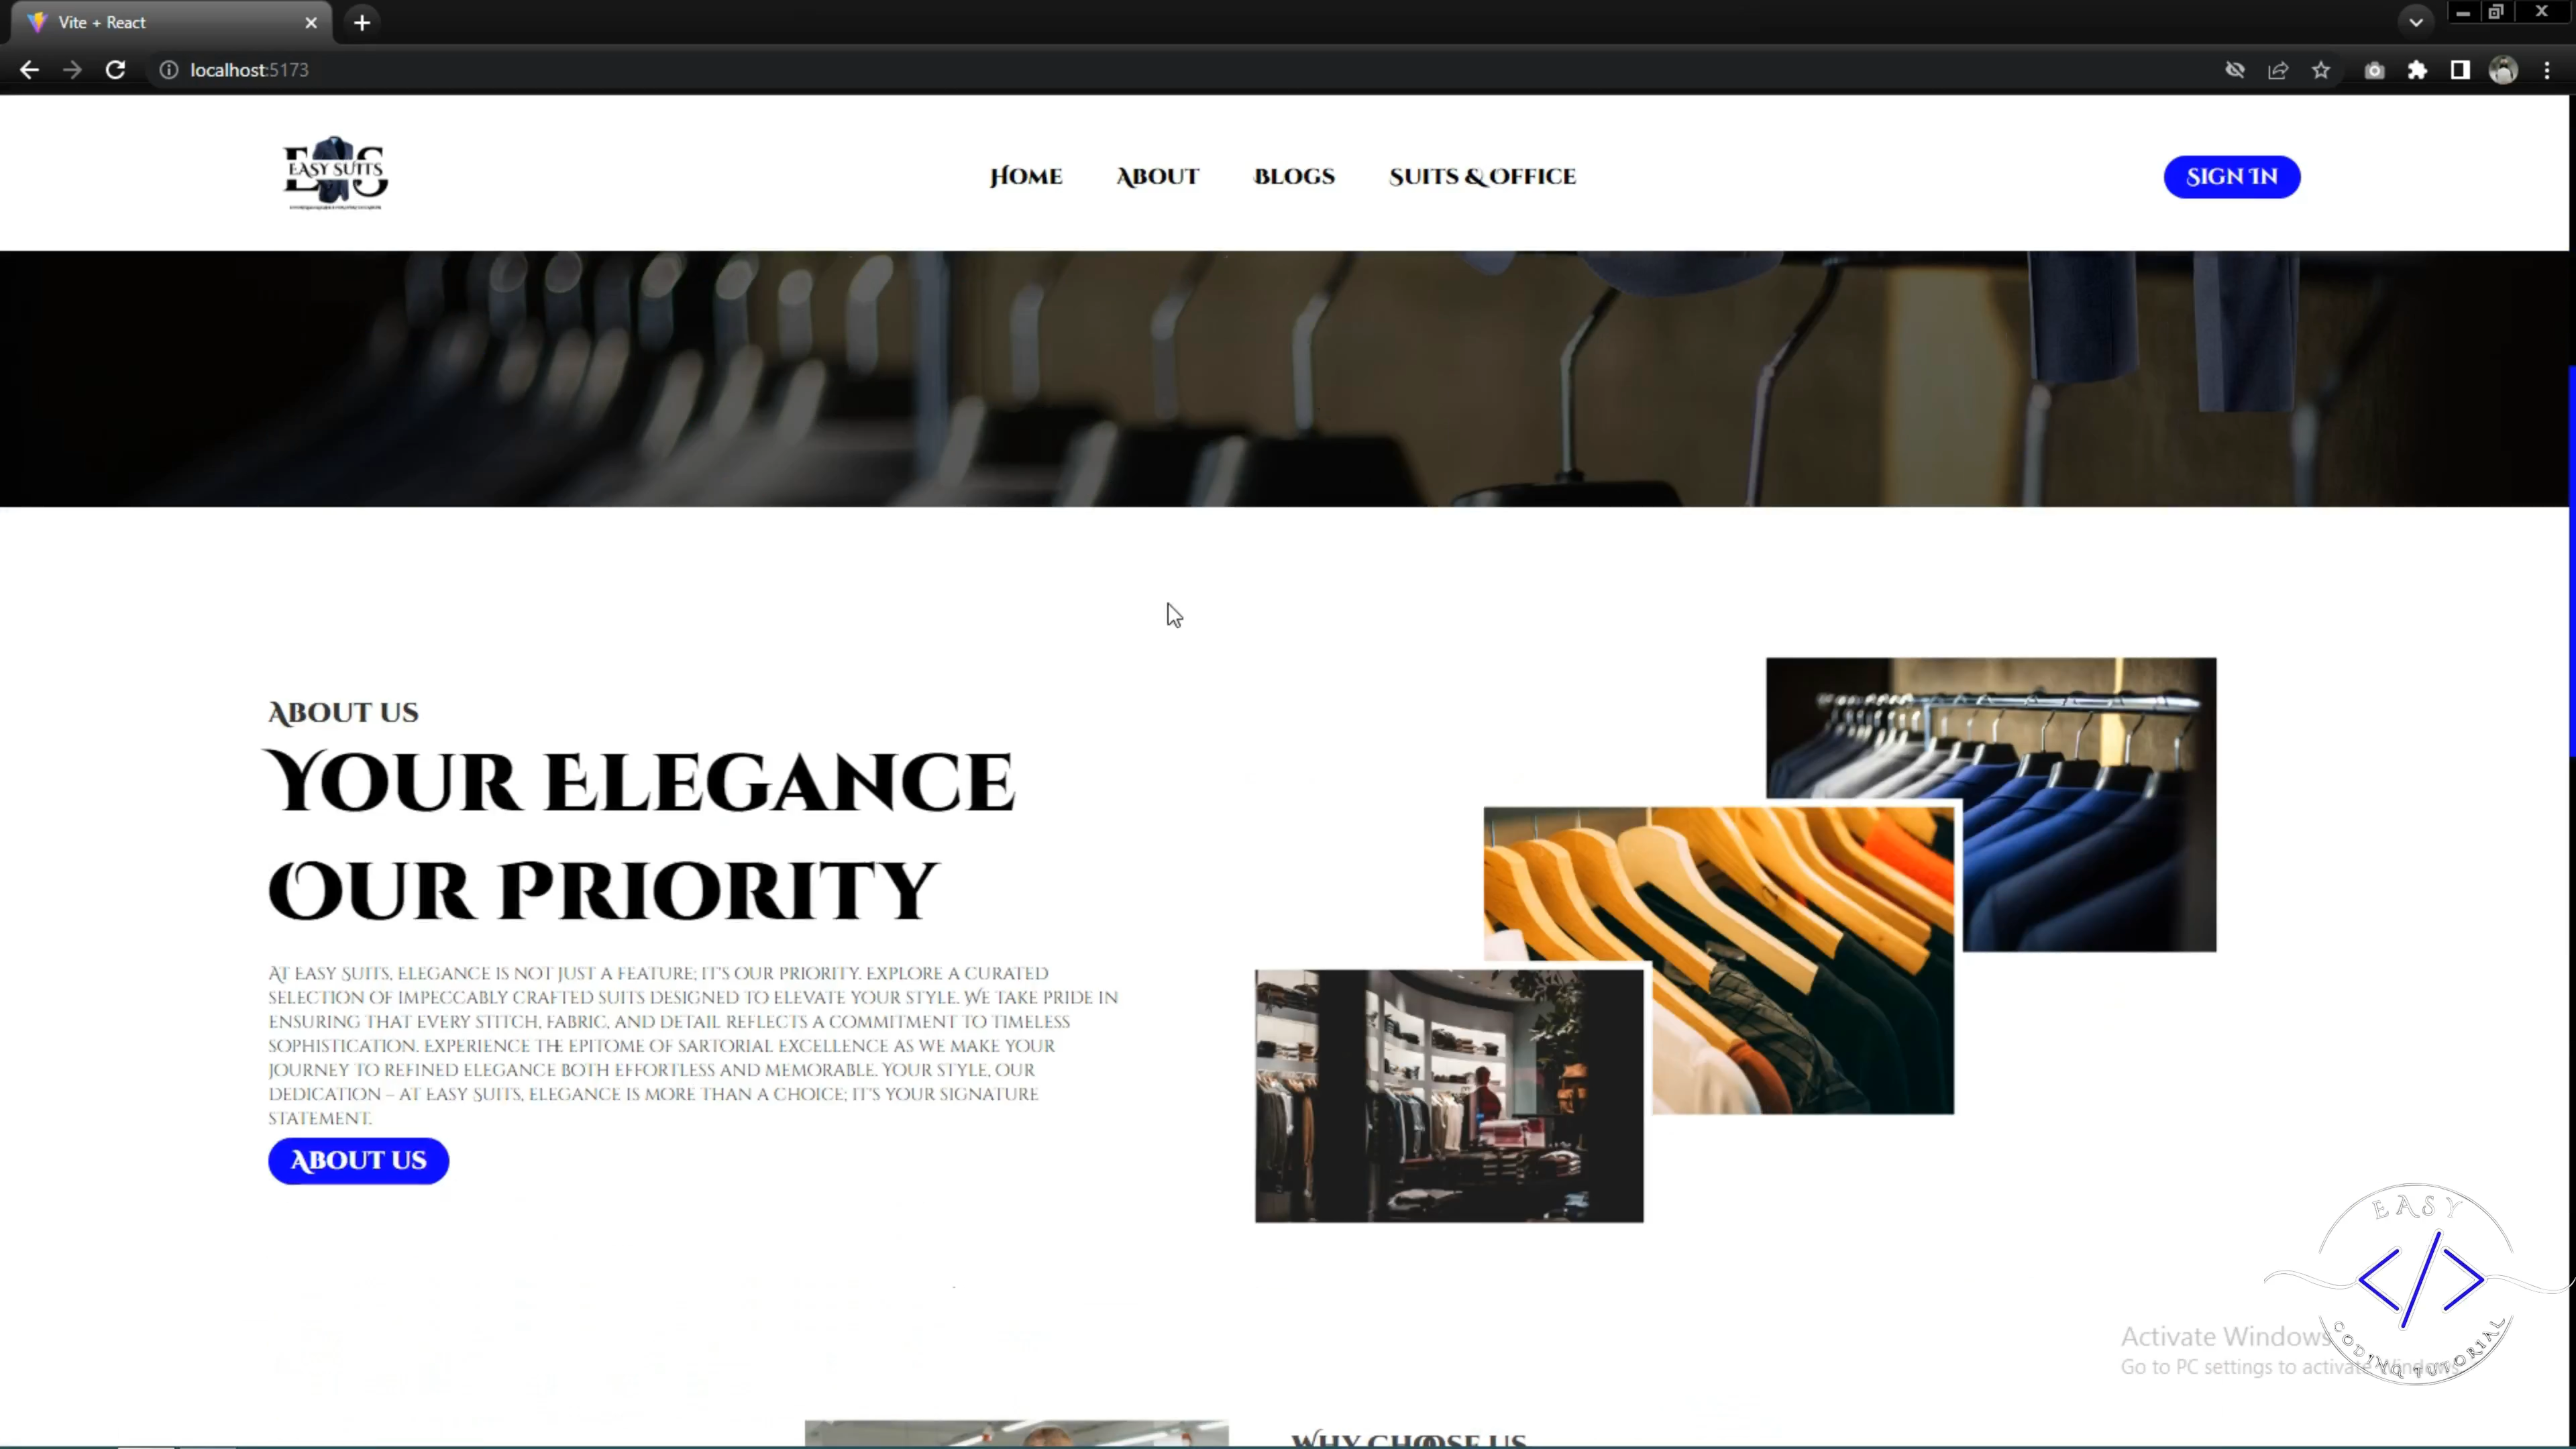 Vite + React
localhost:5173
EASY SUITS
HOME ABOUT BLOGS SUITS & OFFICE
SIGN IN
ABOUT US
YOUR ELEGANCE
OUR PRIORITY
AT EASY SUITS, ELEGANCE IS NOT JUST A FEATURE; IT'S OUR PRIORITY. EXPLORE A CURATED
SELECTION OF IMPECCABLY CRAFTED SUITS DESIGNED TO ELEVATE YOUR STYLE. WE TAKE PRIDE IN
ENSURING THAT EVERY STITCH, FABRIC, AND DETAIL REFLECTS A COMMITMENT TO TIMELESS
SOPHISTICATION. EXPERIENCE THE EPITOME OF SARTORIAL EXCELLENCE AS WE MAKE YOUR
JOURNEY TO REFINED ELEGANCE BOTH EFFORTLESS AND MEMORABLE. YOUR STYLE, OUR
DEDICATION – AT EASY SUITS, ELEGANCE IS MORE THAN A CHOICE; IT'S YOUR SIGNATURE
STATEMENT.
ABOUT US
EASY
</>
CODING TUTORIAL
Activate Windows
Go to PC settings to activate Windows.
WHY CHOOSE US